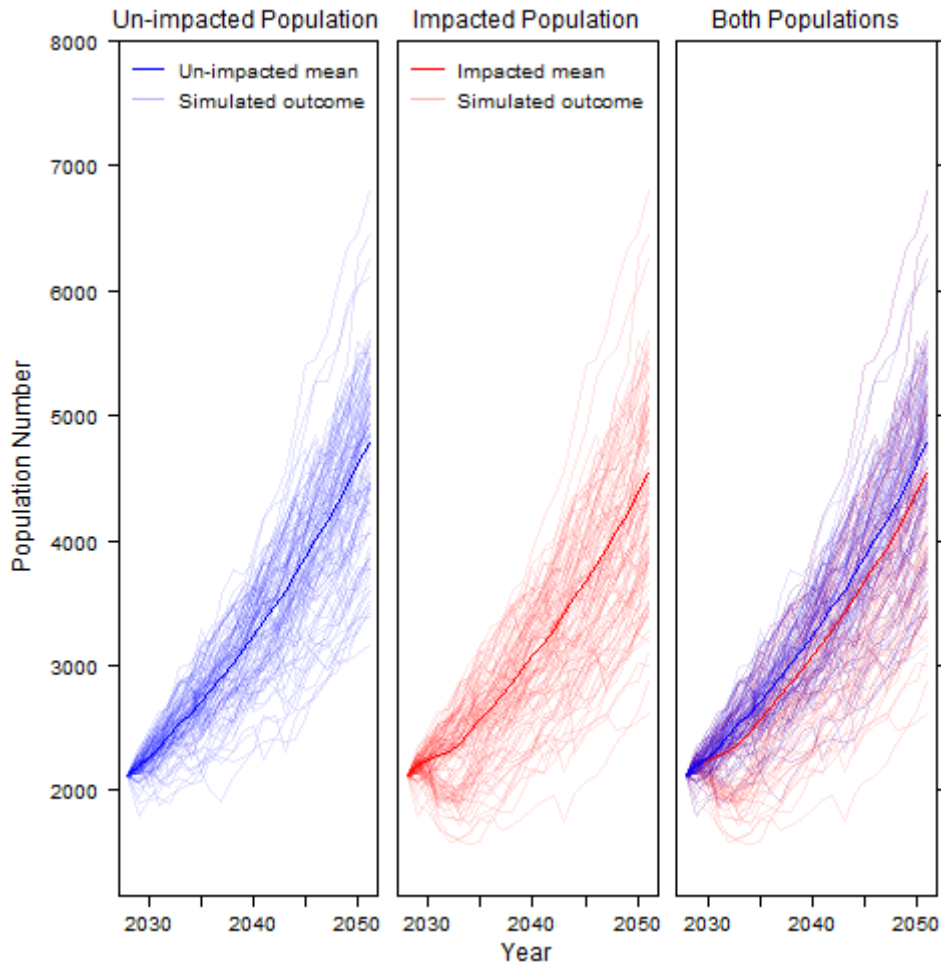 Un-impacted Population
Impacted Population
Both Populations
Un-impacted mean
Simulated outcome
Impacted mean
Simulated outcome
8000
7000
6000
5000
4000
3000
2000
Population Number
2030
2040
2050
2030
2040
2050
2030
2040
2050
Year